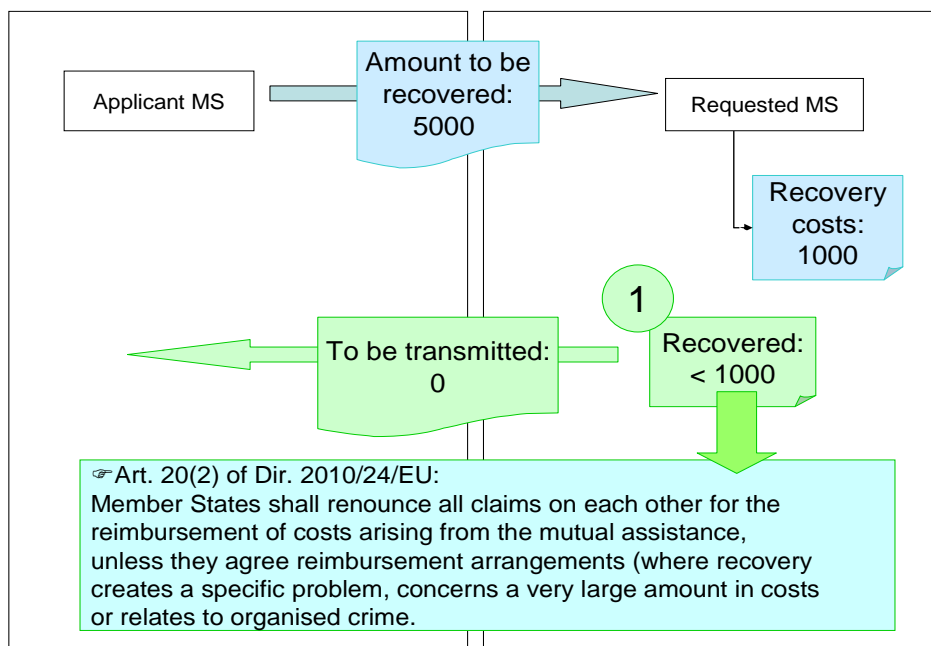 Amount to be
recovered:
5000
Applicant MS
Requested MS
Recovery
costs:
1000
1
To be transmitted:
0
Recovered:
< 1000
☞Art. 20(2) of Dir. 2010/24/EU:
Member States shall renounce all claims on each other for the
reimbursement of costs arising from the mutual assistance,
unless they agree reimbursement arrangements (where recovery
creates a specific problem, concerns a very large amount in costs
or relates to organised crime.